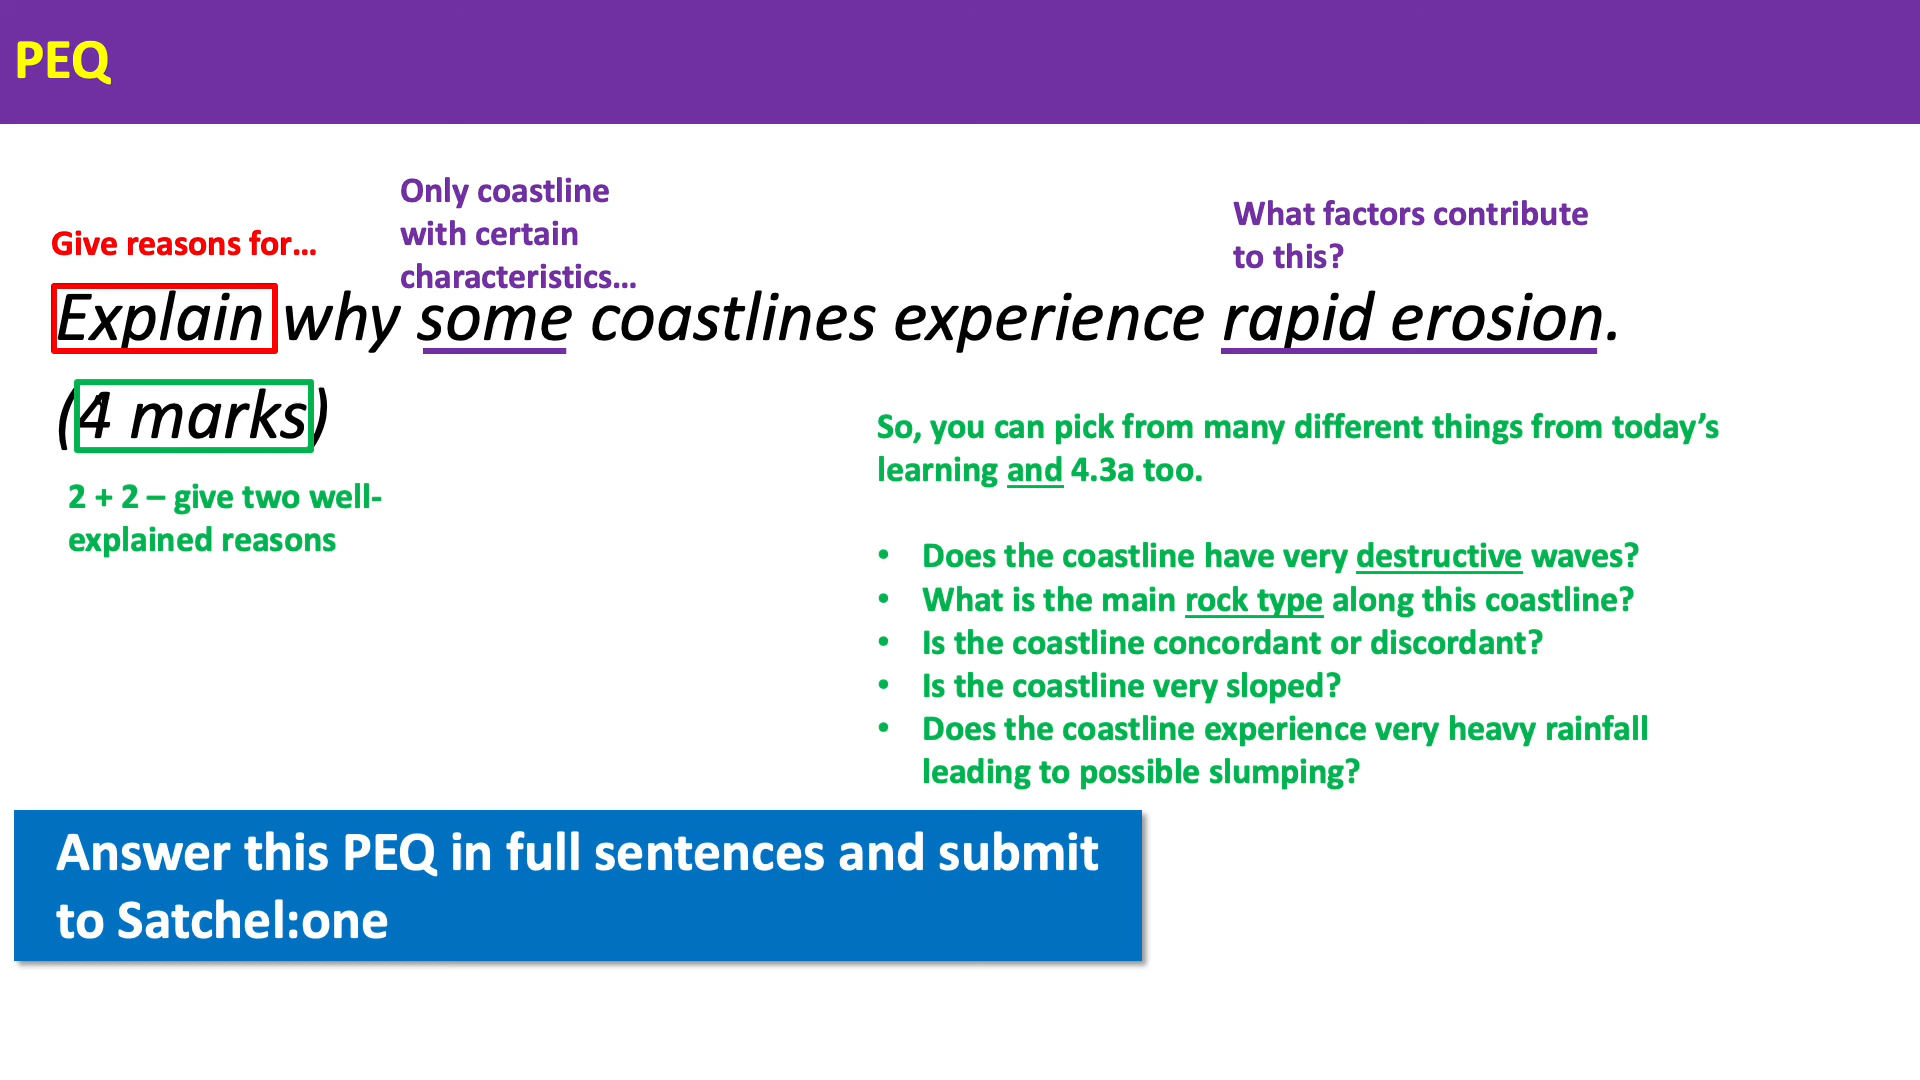 PEQ
Only coastline
with certain
characteristics...
What factors contribute
to this?
Give reasons for...
Explain why some coastlines experience rapid erosion.
(4 marks)
2 + 2 – give two well-
explained reasons
So, you can pick from many different things from today’s
learning and 4.3a too.
• Does the coastline have very destructive waves?
• What is the main rock type along this coastline?
• Is the coastline concordant or discordant?
• Is the coastline very sloped?
• Does the coastline experience very heavy rainfall
leading to possible slumping?
Answer this PEQ in full sentences and submit
to Satchel:one